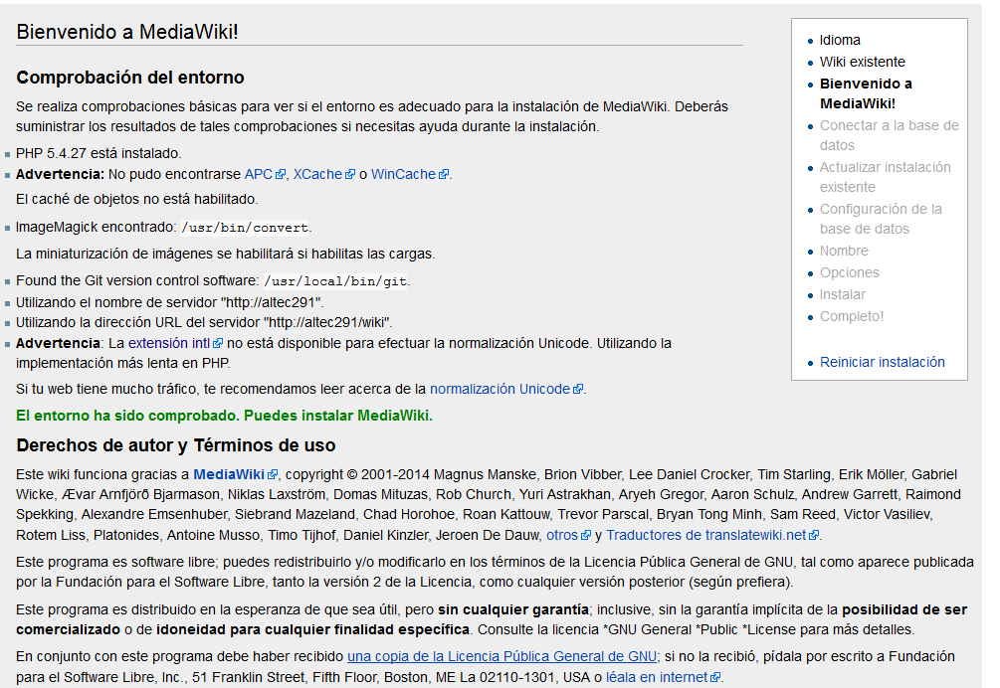 Bienvenido a MediaWiki!
Comprobación del entorno
Se realiza comprobaciones básicas para ver si el entorno es adecuado para la instalación de MediaWiki. Deberás
suministrar los resultados de tales comprobaciones si necesitas ayuda durante la instalación.
PHP 5.4.27 está instalado.
Advertencia: No pudo encontrarse APC, XCache o WinCache.
El caché de objetos no está habilitado.
ImageMagick encontrado: /usr/bin/convert.
La miniaturización de imágenes se habilitará si habilitas las cargas.
Found the Git version control software: /usr/local/bin/git.
Utilizando el nombre de servidor "http://altec291".
Utilizando la dirección URL del servidor "http://altec291/wiki".
Advertencia: La extensión intl no está disponible para efectuar la normalización Unicode. Utilizando la
implementación más lenta en PHP.
Si tu web tiene mucho tráfico, te recomendamos leer acerca de la normalización Unicode.
El entorno ha sido comprobado. Puedes instalar MediaWiki.
Derechos de autor y Términos de uso
Este wiki funciona gracias a MediaWiki, copyright © 2001-2014 Magnus Manske, Brion Vibber, Lee Daniel Crocker, Tim Starling, Erik Möller, Gabriel
Wicke, Ævar Arnfjörð Bjarmason, Niklas Laxström, Domas Mituzas, Rob Church, Yuri Astrakhan, Aryeh Gregor, Aaron Schulz, Andrew Garrett, Raimond
Spekking, Alexandre Emsenhuber, Siebrand Mazeland, Chad Horohoe, Roan Kattouw, Trevor Parscal, Bryan Tong Minh, Sam Reed, Victor Vasiliev,
Rotem Liss, Platonides, Antoine Musso, Timo Tijhof, Daniel Kinzler, Jeroen De Dauw, otros y Traductores de translatewiki.net.
Este programa es software libre; puedes redistribuirlo y/o modificarlo en los términos de la Licencia Pública General de GNU, tal como aparece publicada
por la Fundación para el Software Libre, tanto la versión 2 de la Licencia, como cualquier versión posterior (según prefiera).
Este programa es distribuido en la esperanza de que sea útil, pero sin cualquier garantía; inclusive, sin la garantía implícita de la posibilidad de ser
comercializado o de idoneidad para cualquier finalidad específica. Consulte la licencia *GNU General *Public *License para más detalles.
En conjunto con este programa debe haber recibido una copia de la Licencia Pública General de GNU; si no la recibió, pídala por escrito a Fundación
para el Software Libre, Inc., 51 Franklin Street, Fifth Floor, Boston, ME La 02110-1301, USA o léala en internet.
Idioma
Wiki existente
Bienvenido a
MediaWiki!
Conectar a la base de
datos
Actualizar instalación
existente
Configuración de la
base de datos
Nombre
Opciones
Instalar
Completo!
Reiniciar instalación